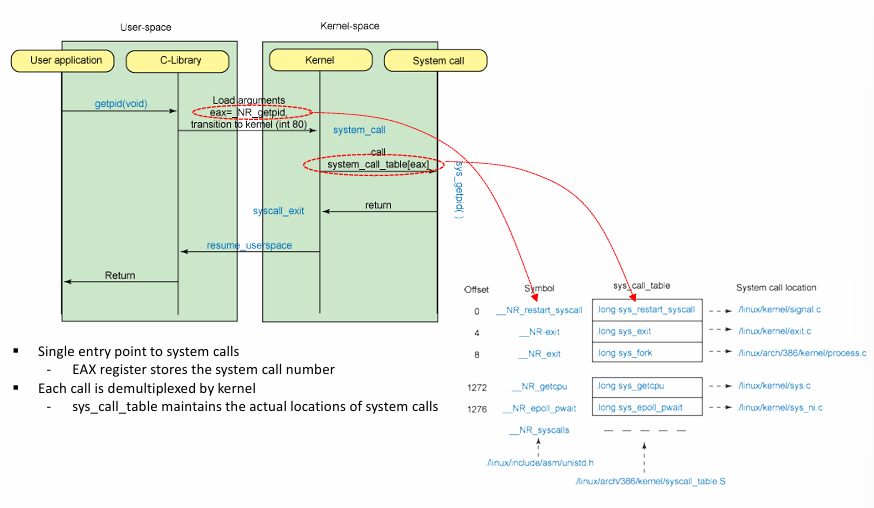 User-space
Kernel-space
User application
C-Library
Kernel
System call
getpid(void)
Load arguments
eax=_NR_getpid,
transition to kernel (int 80)
system_call
call
system_call_table[eax]
sys_getpid( )
return
syscall_exit
resume_userspace
Return
Offset
Symbol
sys_call_table
System call location
0
__NR_restart_syscall
.long sys_restart_syscall
/linux/kernel/signal.c
4
__NR-exit
.long sys_exit
/linux/kernel/exit.c
8
__NR_exit
.long sys_fork
/linux/arch/386/kernel/process.c
1272
__NR_getcpu
.long sys_getcpu
/linux/kernel/sys.c
1276
__NR_epoll_pwait
.long sys_epoll_pwait
/linux/kernel/sys_ni.c
__NR_syscalls
./linux/include/asm/unistd.h
/linux/arch/386/kernel/syscall_table.S
▪ Single entry point to system calls
- EAX register stores the system call number
▪ Each call is demultiplexed by kernel
- sys_call_table maintains the actual locations of system calls